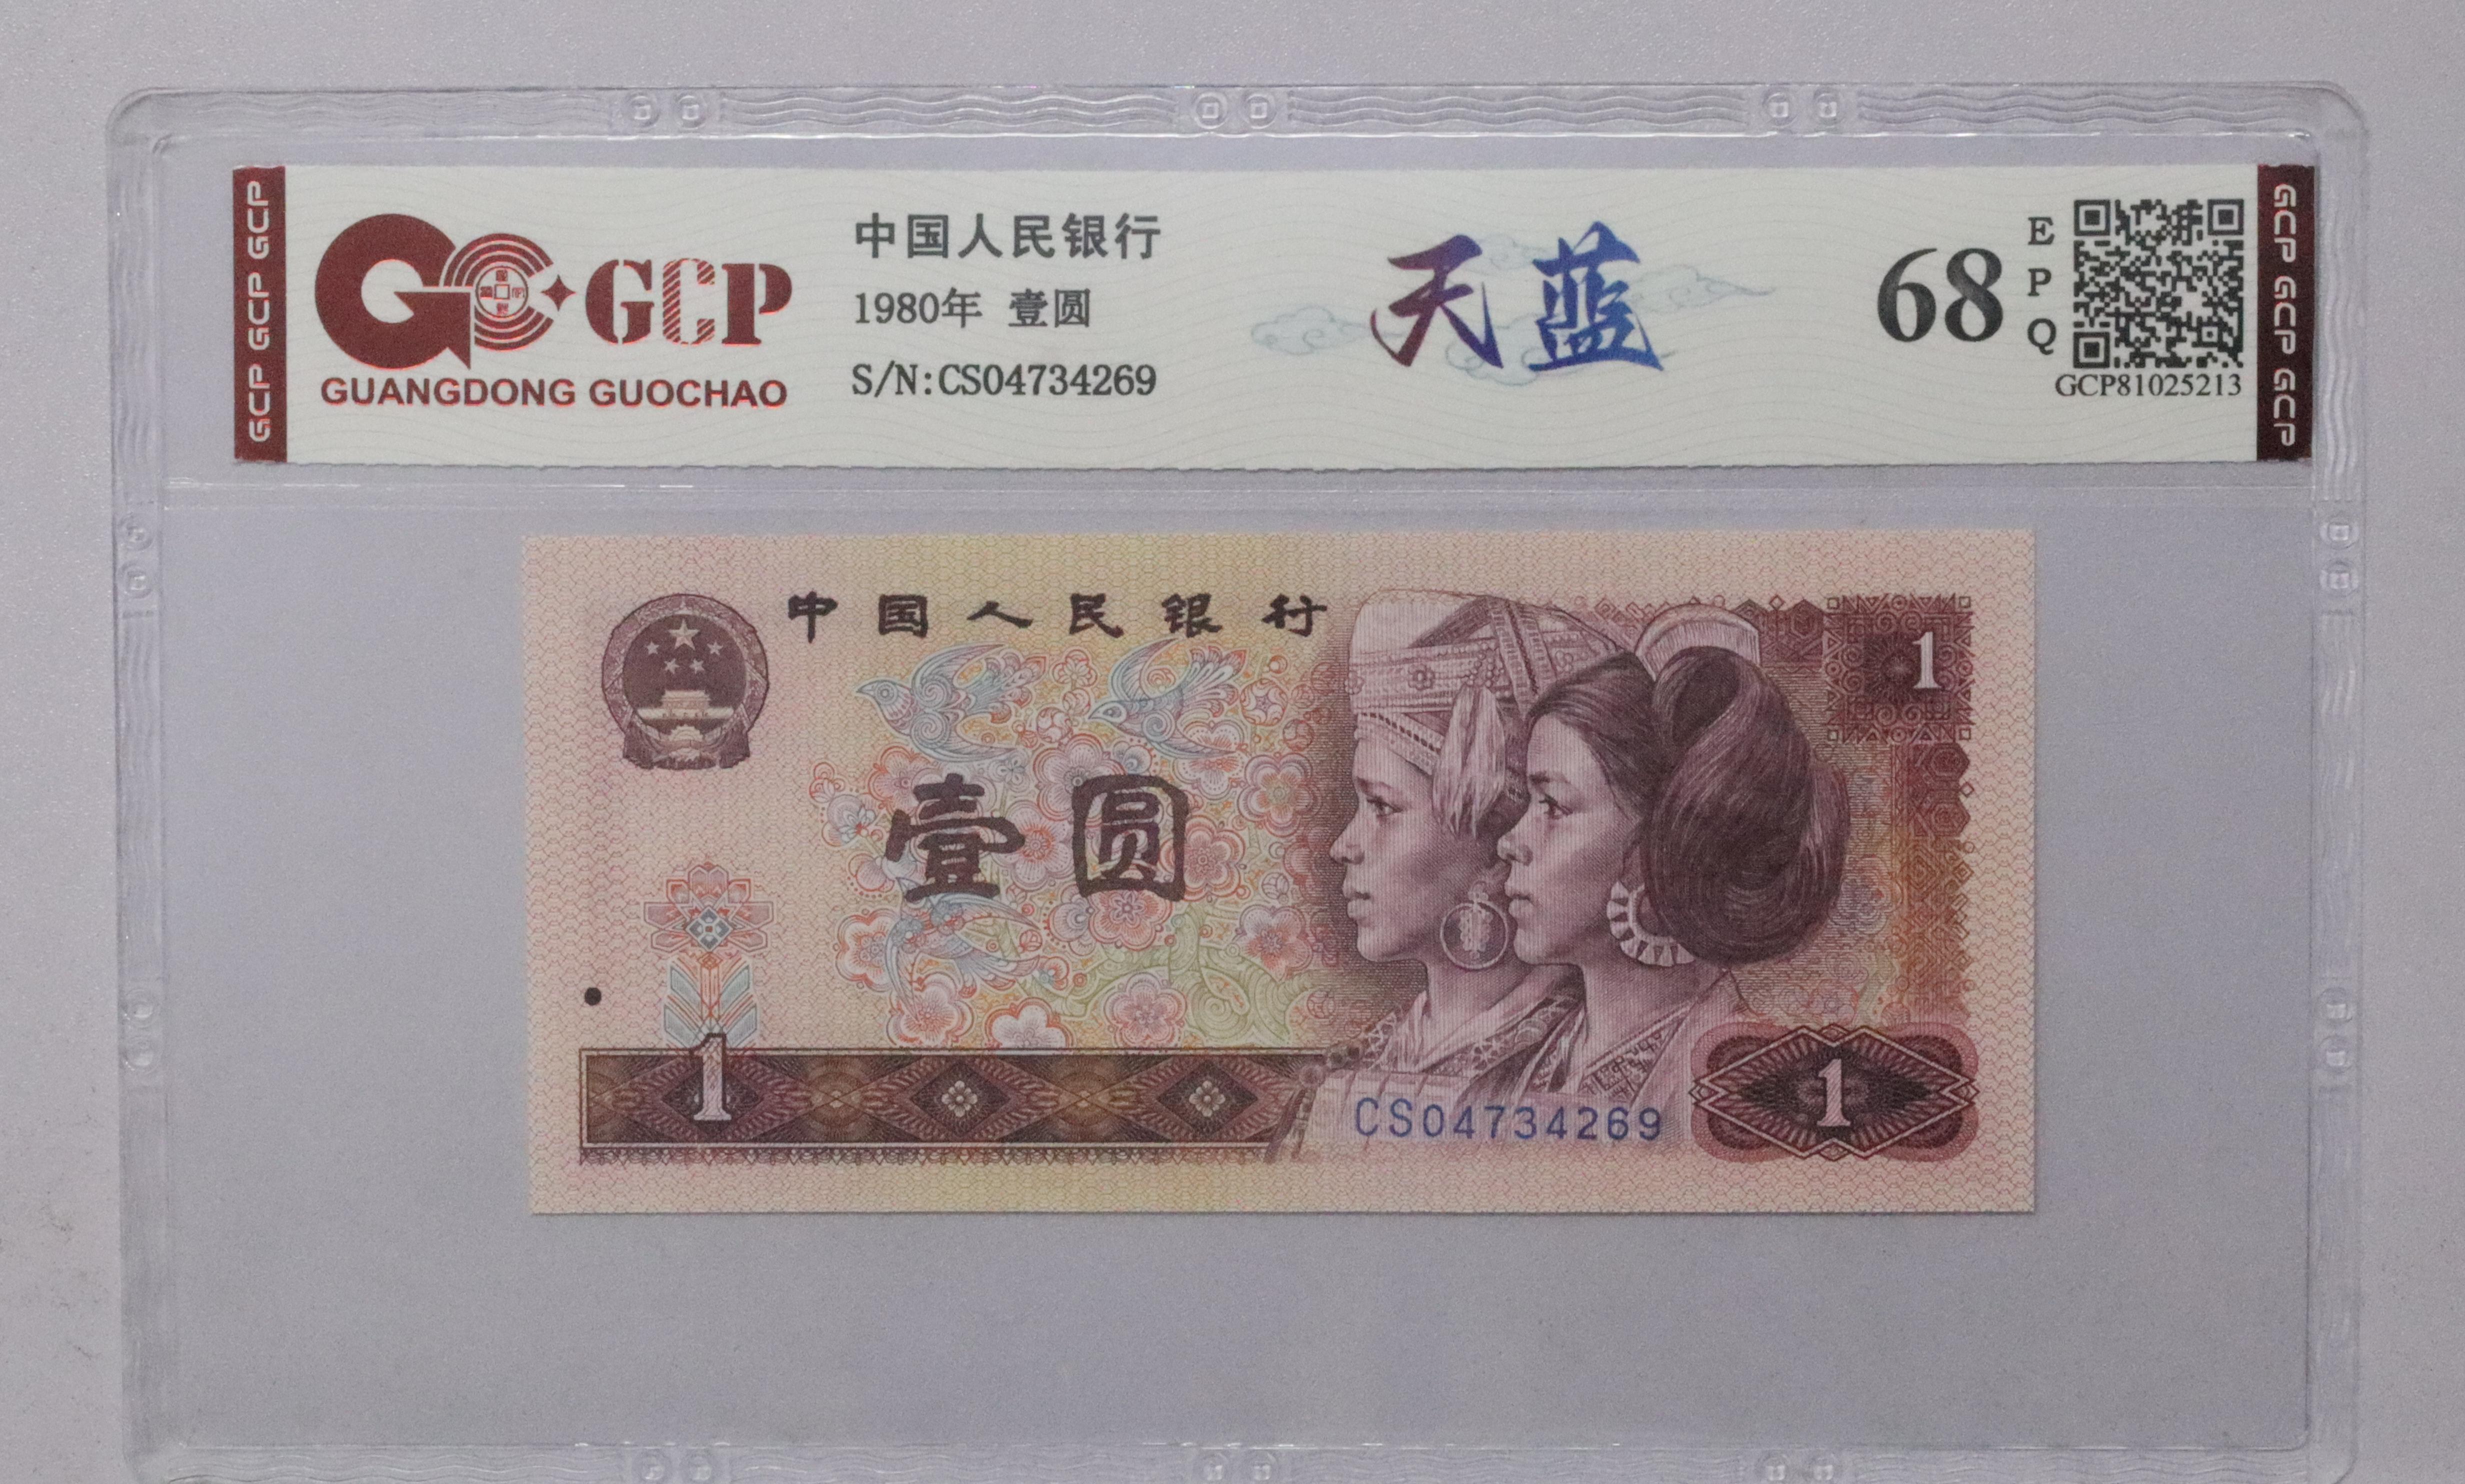 GCP GCP GCP
GCP
GUANGDONG GUOCHAO
中国人民银行
1980年 壹圆
S/N:CS04734269
天蓝
68
EPQ
GCP81025213
GCP GCP GCP
中国人民银行
1
壹圆
1
CS04734269
1